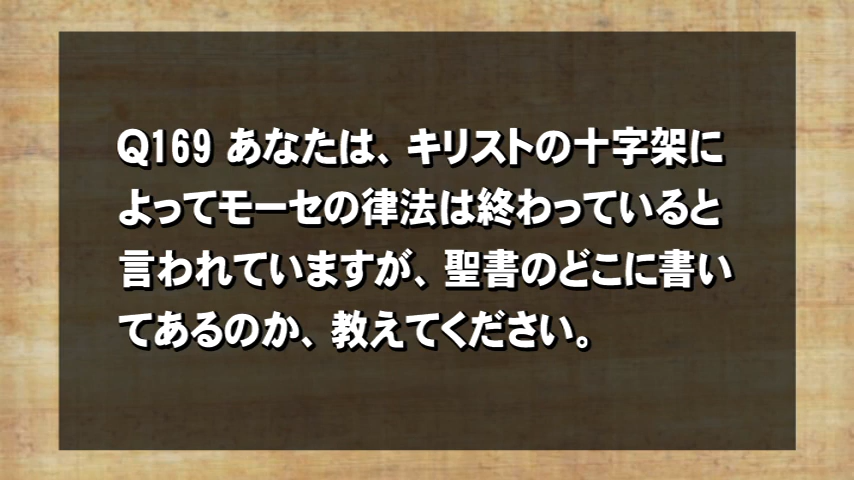 Q169 あなたは、キリストの十字架に
よってモーセの律法は終わっていると
言われていますが、聖書のどこに書い
てあるのか、教えてください。